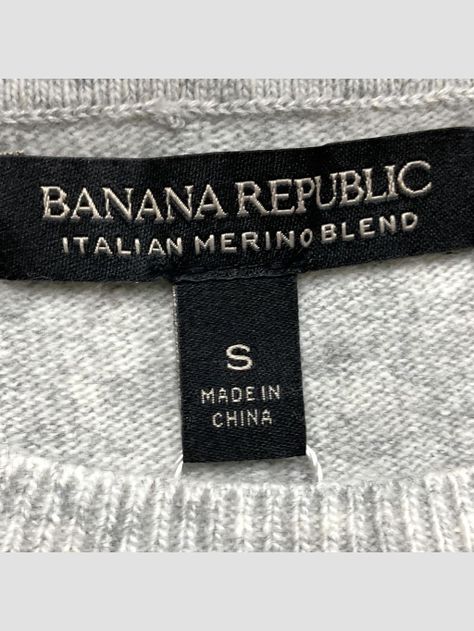 BANANA REPUBLIC
ITALIAN MERINO BLEND
S
MADE IN
CHINA